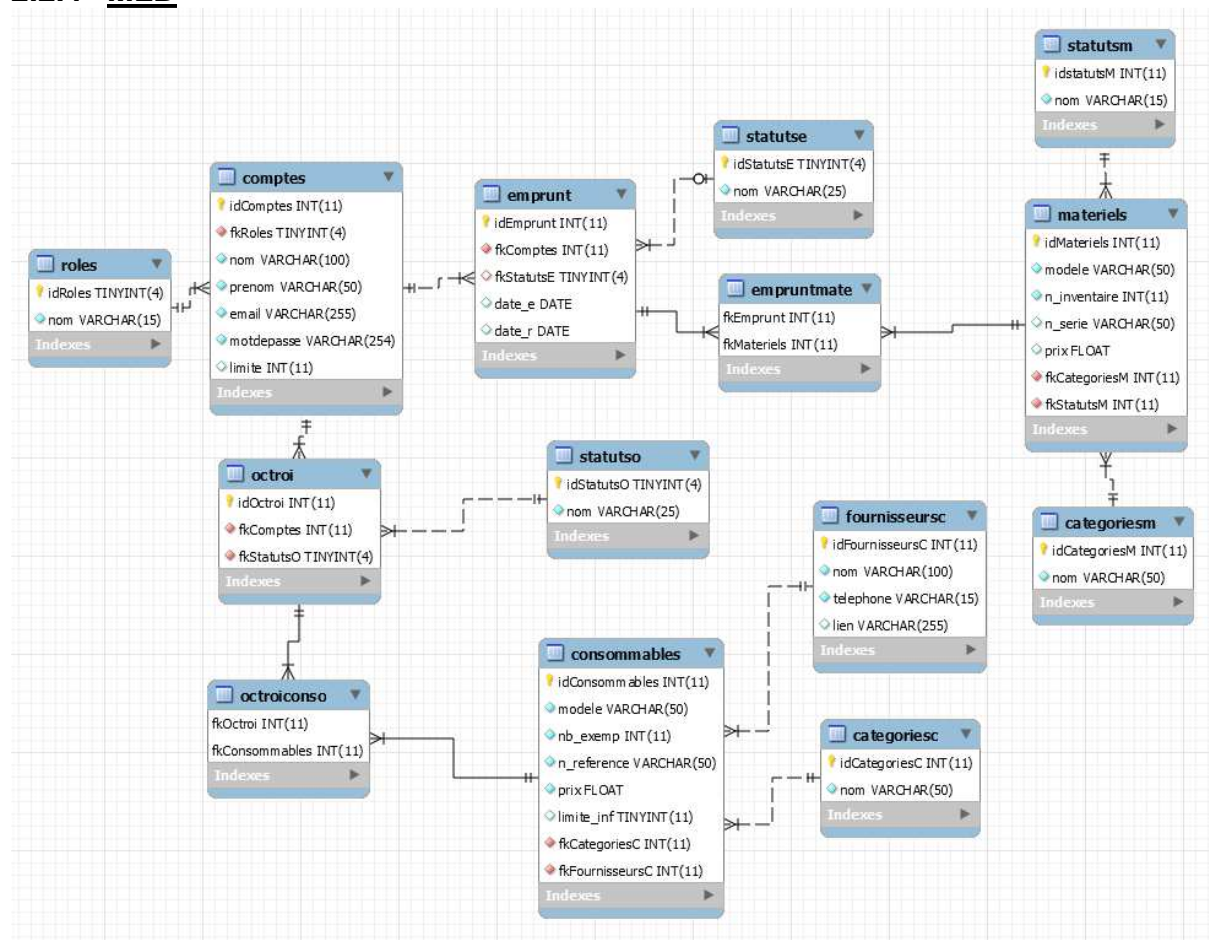 statutsm
idstatutsM INT(11)
nom VARCHAR(15)
Indexes
statutse
idStatutsE TINYINT(4)
nom VARCHAR(25)
Indexes
comptes
idComptes INT(11)
fkRoles TINYINT(4)
nom VARCHAR(100)
prenom VARCHAR(50)
email VARCHAR(255)
motdepasse VARCHAR(254)
limite INT(11)
Indexes
emprunt
idEmprunt INT(11)
fkComptes INT(11)
fkStatutsE TINYINT(4)
date_e DATE
date_r DATE
Indexes
materiels
idMateriels INT(11)
modele VARCHAR(50)
n_inventaire INT(11)
n_serie VARCHAR(50)
prix FLOAT
fkCategoriesM INT(11)
fkStatutsM INT(11)
Indexes
roles
idRoles TINYINT(4)
nom VARCHAR(15)
Indexes
empruntmate
fkEmprunt INT(11)
fkMateriels INT(11)
Indexes
octroi
idOctroi INT(11)
fkComptes INT(11)
fkStatutsO TINYINT(4)
Indexes
statutso
idStatutsO TINYINT(4)
nom VARCHAR(25)
Indexes
fournisseursc
idFournisseursC INT(11)
nom VARCHAR(100)
telephone VARCHAR(15)
lien VARCHAR(255)
Indexes
categoriesm
idCategoriesM INT(11)
nom VARCHAR(50)
Indexes
octroiconso
fkOctroi INT(11)
fkConsommables INT(11)
Indexes
consommables
idConsommables INT(11)
modele VARCHAR(50)
nb_exemp INT(11)
n_reference VARCHAR(50)
prix FLOAT
limite_inf TINYINT(11)
fkCategoriesC INT(11)
fkFournisseursC INT(11)
Indexes
categoriesc
idCategoriesC INT(11)
nom VARCHAR(50)
Indexes